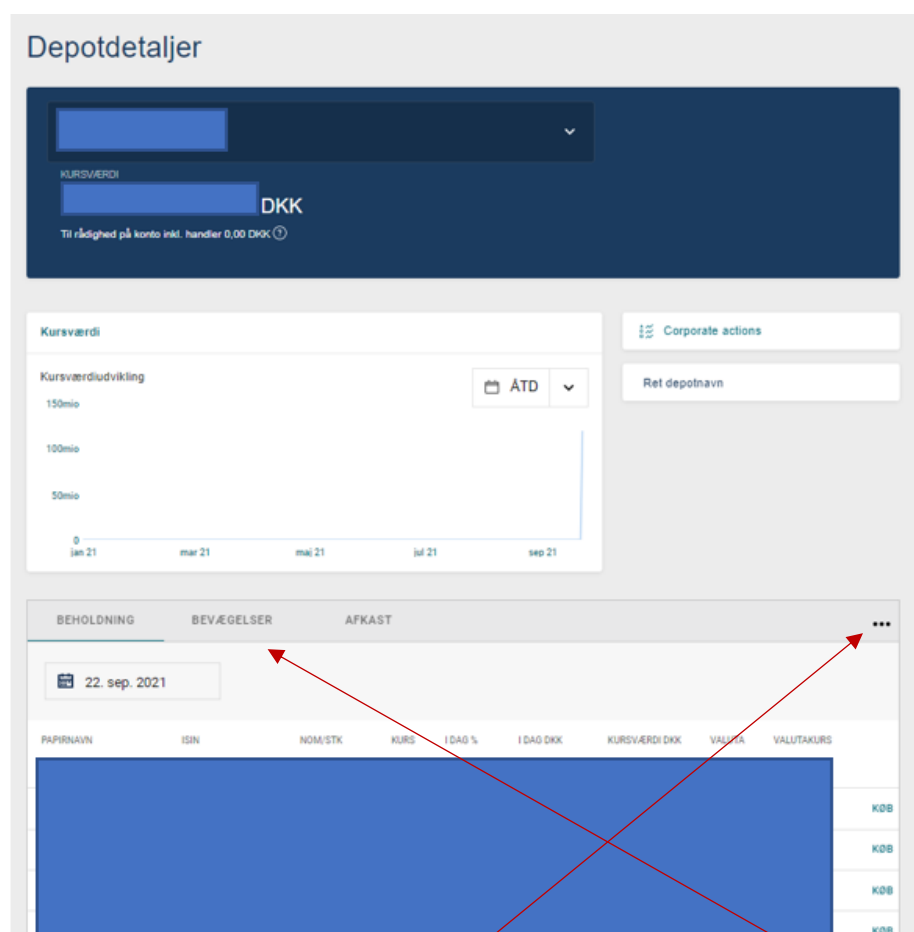 Depotdetaljer
KURSVÆRDI
DKK
Til rådighed på konto inkl. handler 0,00 DKK ?
Kursværdi
Corporate actions
Kursværdiudvikling
ÅTD
Ret depotnavn
150mio
100mio
50mio
0
jan 21 mar 21 maj 21 jul 21 sep 21
BEHOLDNING BEVÆGELSER AFKAST
22. sep. 2021
PAPIRNAVN ISIN NOM/STK KURS I DAG % I DAG DKK KURSVÆRDI DKK VALUTA VALUTAKURS
KØB
KØB
KØB
KØB